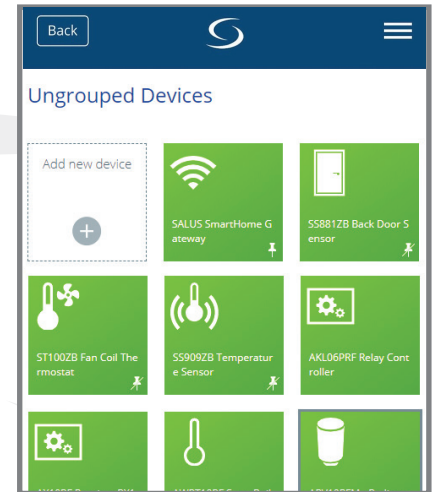 Back
Ungrouped Devices
Add new device
SALUS SmartHome G
ateway
SS881ZB Back Door S
ensor
ST100ZB Fan Coil The
rmostat
SS909ZB Temperatur
e Sensor
AKL06PRF Relay Cont
roller